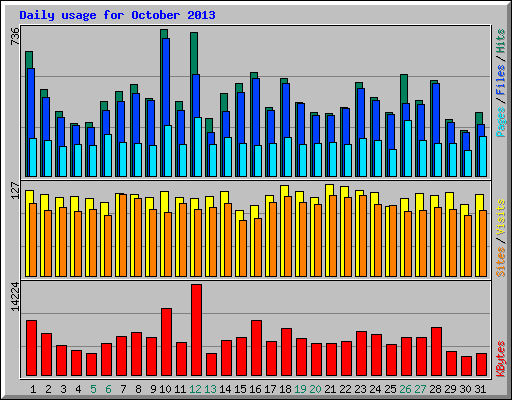 Daily usage for October 2013
736
Pages / Files / Hits
127
Sites / Visits
14224
KBytes
1 2 3 4 5 6 7 8 9 10 11 12 13 14 15 16 17 18 19 20 21 22 23 24 25 26 27 28 29 30 31